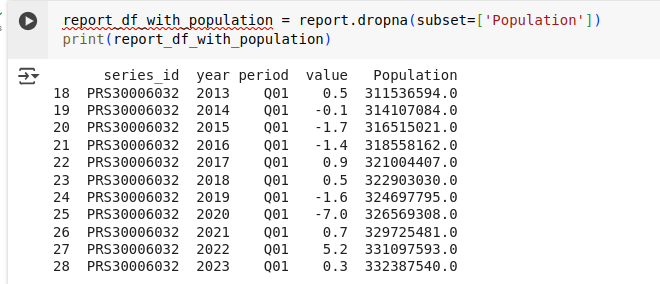 report_df_with_population = report.dropna(subset=['Population'])
print(report_df_with_population)
series_id year period value Population
18 PRS30006032 2013 Q01 0.5 311536594.0
19 PRS30006032 2014 Q01 -0.1 314107084.0
20 PRS30006032 2015 Q01 -1.7 316515021.0
21 PRS30006032 2016 Q01 -1.4 318558162.0
22 PRS30006032 2017 Q01 0.9 321004407.0
23 PRS30006032 2018 Q01 0.5 322903030.0
24 PRS30006032 2019 Q01 -1.6 324697795.0
25 PRS30006032 2020 Q01 -7.0 326569308.0
26 PRS30006032 2021 Q01 0.7 329725481.0
27 PRS30006032 2022 Q01 5.2 331097593.0
28 PRS30006032 2023 Q01 0.3 332387540.0